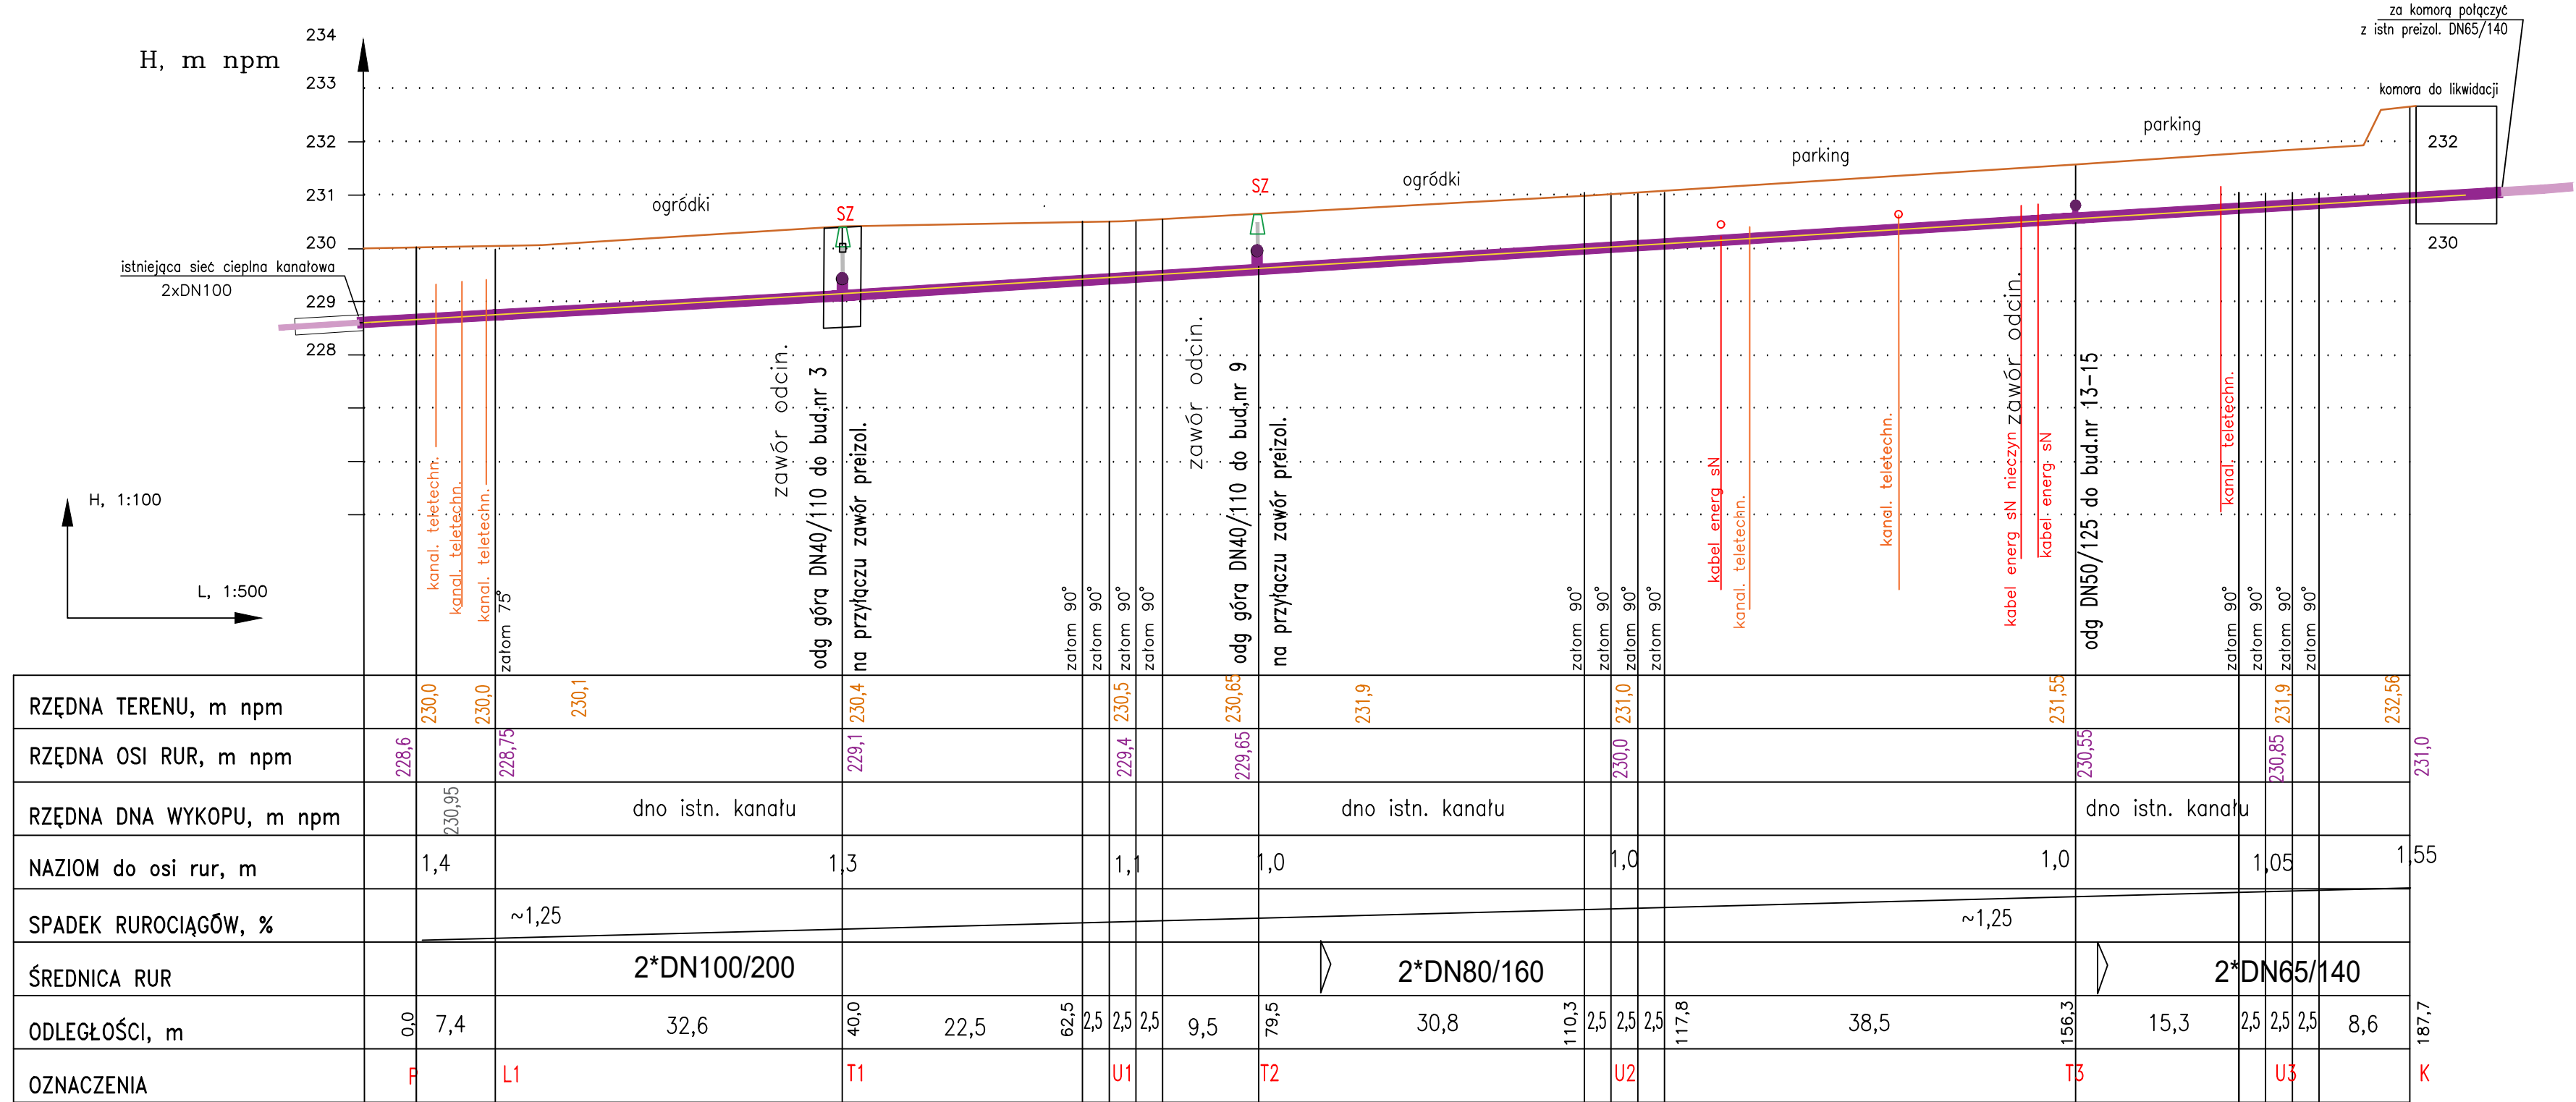 za komorą połączyć
z istn preizol. DN65/140
H, m npm
234
233
232
231
230
229
228
komora do likwidacji
232
230
parking
parking
ogródki
ogródki
SZ
SZ
istniejąca sieć cieplna kanałowa
2xDN100
H, 1:100
L, 1:500
kanal. teletechn.
kanal. teletechn.
kanal. teletechn.
załom 75°
zawór odcin.
odg górą DN40/110 do bud,nr 3
na przyłączu zawór preizol.
załom 90°
załom 90°
załom 90°
załom 90°
zawór odcin.
odg górą DN40/110 do bud,nr 9
na przyłączu zawór preizol.
załom 90°
załom 90°
załom 90°
załom 90°
kabel energ sN
kanal. teletechn.
kanal. teletechn.
kabel energ sN nieczyn
zawór odcin.
kabel energ sN
odg DN50/125 do bud.nr 13-15
kanal. teletechn.
załom 90°
załom 90°
załom 90°
załom 90°
RZĘDNA TERENU, m npm 230,0 230,0 230,1 230,4 230,5 230,65 231,9 231,0 231,55 231,9 232,56
RZĘDNA OSI RUR, m npm 228,6 228,75 229,1 229,4 229,65 230,0 230,55 230,85 231,0
RZĘDNA DNA WYKOPU, m npm 230,95 dno istn. kanału dno istn. kanału dno istn. kanału
NAZIOM do osi rur, m 1,4 1,3 1,1 1,0 1,0 1,0 1,05 1,55
SPADEK RUROCIĄGÓW, % ~1,25 ~1,25
ŚREDNICA RUR 2*DN100/200 2*DN80/160 2*DN65/140
ODLEGŁOŚCI, m 0,0 7,4 32,6 40,0 22,5 62,5 2,5 2,5 2,5 9,5 79,5 30,8 110,3 2,5 2,5 2,5 117,8 38,5 156,3 15,3 2,5 2,5 2,5 8,6 187,7
OZNACZENIA P L1 T1 U1 T2 U2 T3 U3 K